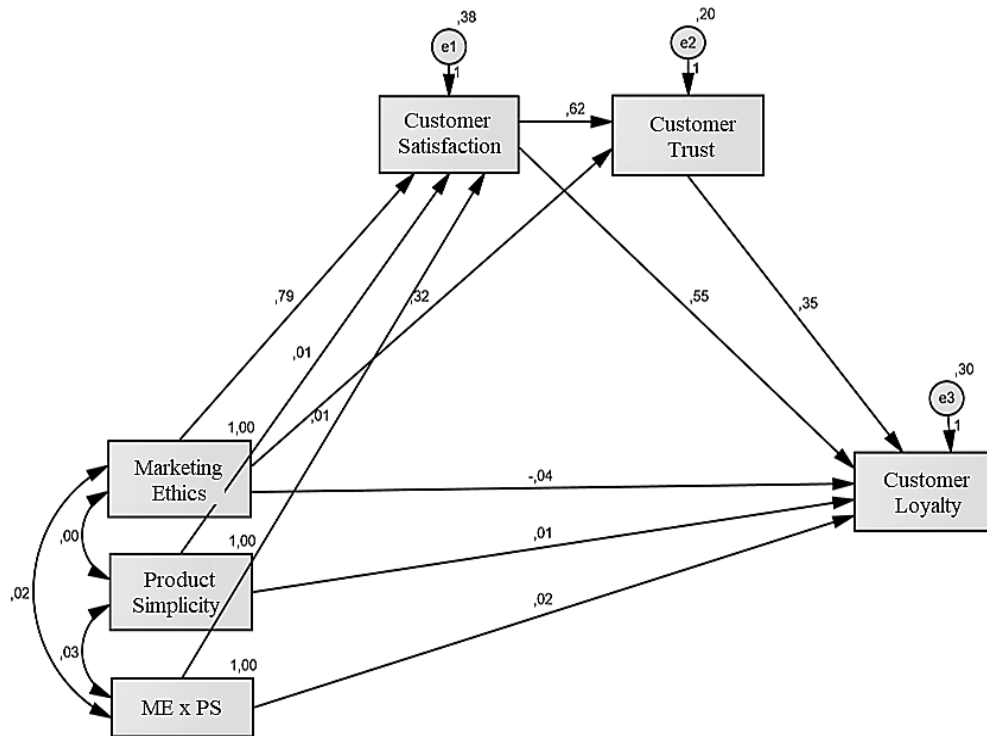 ,38
e1
1
Customer
Satisfaction
,20
e2
1
Customer
Trust
,62
,79
,01
,32
,01
,55
,35
,30
e3
1
Customer
Loyalty
1,00
Marketing
Ethics
-,04
,00
1,00
Product
Simplicity
,01
,02
,03
1,00
ME x PS
,02